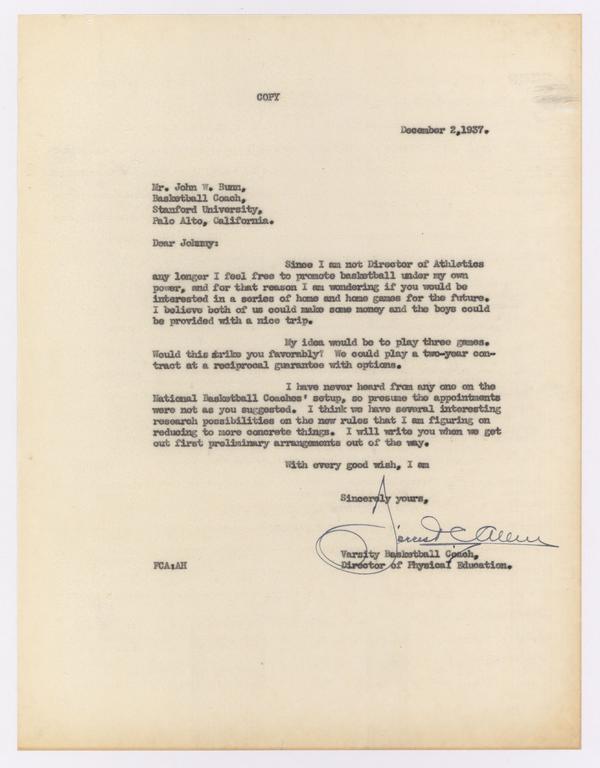 COPY
December 2,1937.
Mr. John W. Bunn,
Basketball Coach,
Stanford University,
Palo Alto, California.
Dear Johnny:
Since I am not Director of Athletics
any longer I feel free to promote basketball under my own
power, and for that reason I am wondering if you would be
interested in a series of home and home games for the future.
I believe both of us could make some money and the boys could
be provided with a nice trip.
My idea would be to play three games.
Would this strike you favorably? We could play a two-year con-
tract at a reciprocal guarantee with options.
I have never heard from any one on the
National Basketball Coaches' setup, so presume the appointments
were not as you suggested. I think we have several interesting
research possibilities on the new rules that I am figuring on
reducing to more concrete things. I will write you when we get
out first preliminary arrangements out of the way.
With every good wish, I am
Sincerely yours,
Forrest C. Allen
Varsity Basketball Coach,
Director of Physical Education.
FCA:AH